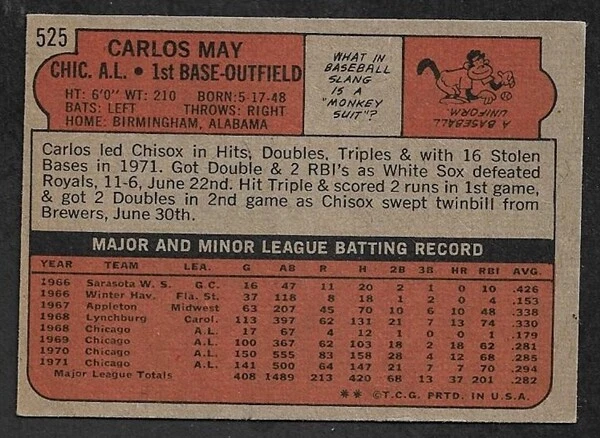 525
CARLOS MAY
CHIC. A.L. • 1st BASE-OUTFIELD
HT: 6'0" WT: 210 BORN: 5-17-48
BATS: LEFT THROWS: RIGHT
HOME: BIRMINGHAM, ALABAMA
WHAT IN
BASEBALL
SLANG
IS A
"MONKEY
SUIT"?
A BASEBALL
UNIFORM.
Carlos led Chisox in Hits, Doubles, Triples & with 16 Stolen
Bases in 1971. Got Double & 2 RBI's as White Sox defeated
Royals, 11-6, June 22nd. Hit Triple & scored 2 runs in 1st game,
& got 2 Doubles in 2nd game as Chisox swept twinbill from
Brewers, June 30th.
MAJOR AND MINOR LEAGUE BATTING RECORD
YEAR TEAM LEA. G AB R H 2B 3B HR RBI AVG.
1966 Sarasota W. S. G.C. 16 47 11 20 2 1 0 10 .426
1966 Winter Hav. Fla. St. 37 118 8 18 1 2 0 4 .153
1967 Appleton Midwest 63 207 45 70 10 6 10 48 .338
1968 Lynchburg Carol. 113 397 62 131 21 7 13 74 .330
1968 Chicago A.L. 17 67 4 12 1 0 0 1 .179
1969 Chicago A.L. 100 367 62 103 18 2 18 62 .281
1970 Chicago A.L. 150 555 83 158 28 4 12 68 .285
1971 Chicago A.L. 141 500 64 147 21 7 7 70 .294
Major League Totals 408 1489 213 420 68 13 37 201 .282
** © T.C.G. PRTD. IN U.S.A.